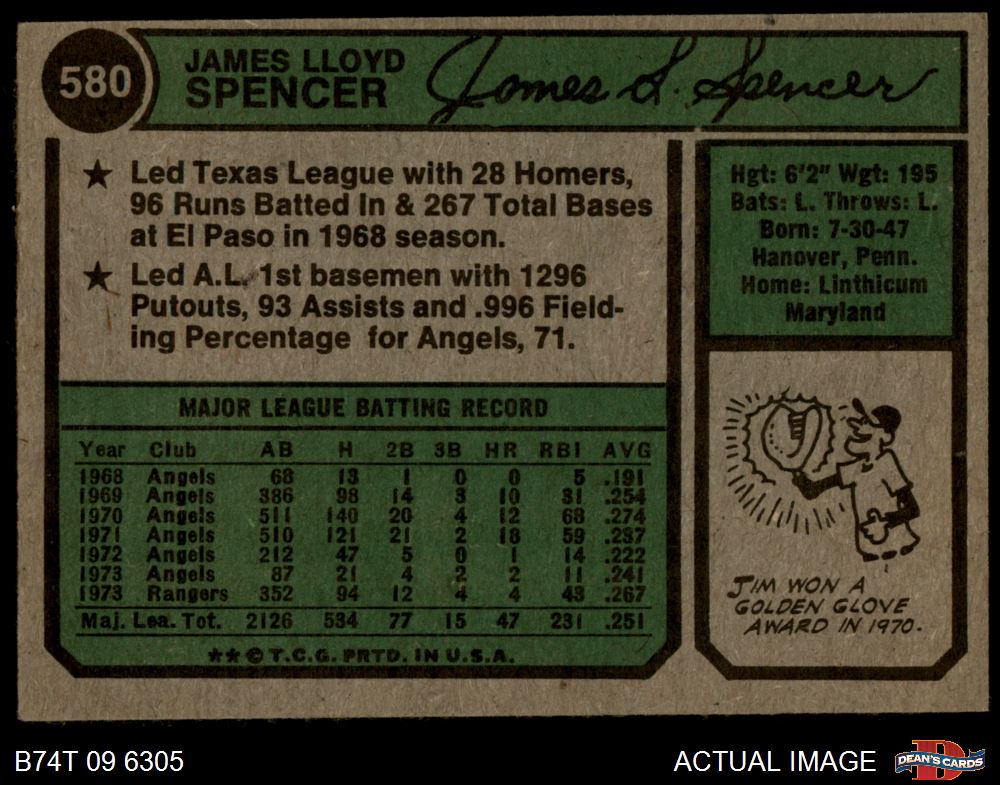 580
JAMES LLOYD
SPENCER
James L. Spencer
★ Led Texas League with 28 Homers,
96 Runs Batted In & 267 Total Bases
at El Paso in 1968 season.
★ Led A.L. 1st basemen with 1296
Putouts, 93 Assists and .996 Field-
ing Percentage for Angels, 71.
Hgt: 6'2" Wgt: 195
Bats: L. Throws: L.
Born: 7-30-47
Hanover, Penn.
Home: Linthicum
Maryland
MAJOR LEAGUE BATTING RECORD
Year Club AB H 2B 3B HR RBI AVG
1968 Angels 68 13 1 0 0 5 .191
1969 Angels 386 98 14 3 10 31 .254
1970 Angels 511 140 20 4 12 68 .274
1971 Angels 510 121 21 2 18 59 .237
1972 Angels 212 47 5 0 1 14 .222
1973 Angels 87 21 4 2 2 11 .241
1973 Rangers 352 94 12 4 4 43 .267
Maj. Lea. Tot. 2126 534 77 15 47 231 .251
★★© T.C.G. PRTD. IN U.S.A.
JIM WON A
GOLDEN GLOVE
AWARD IN 1970.
B74T 09 6305
ACTUAL IMAGE
DEAN'S CARDS